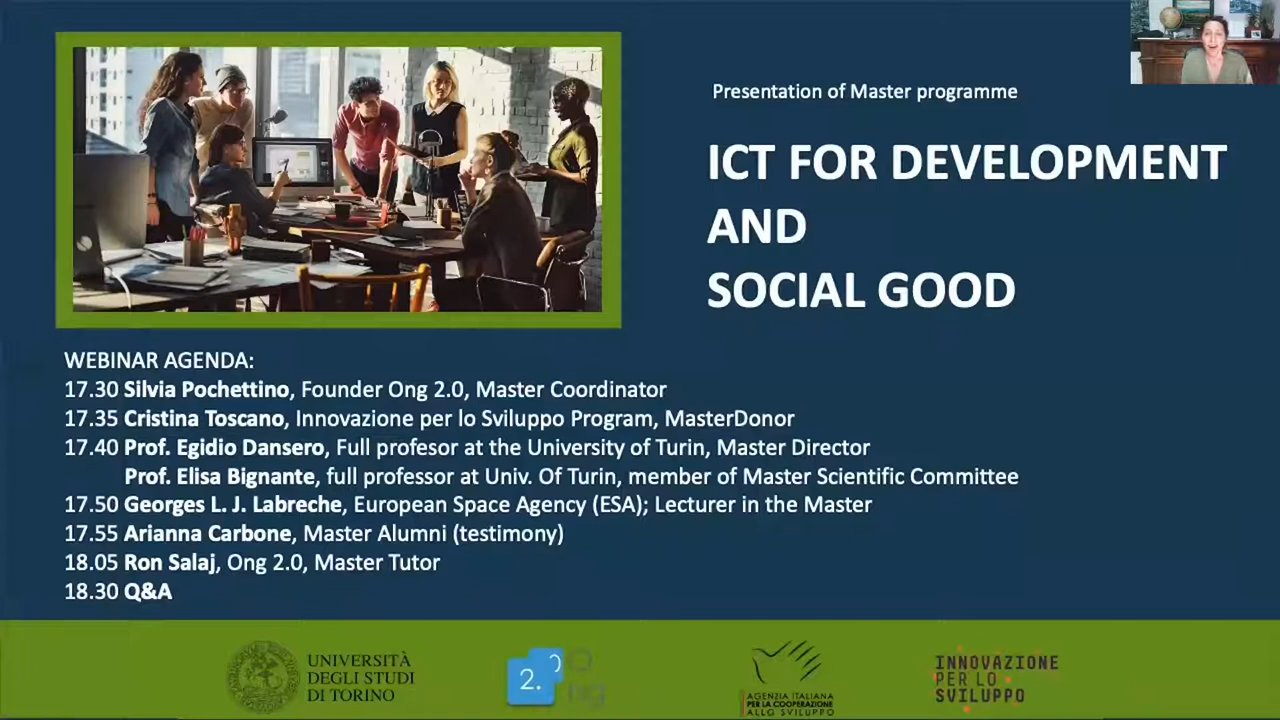 Presentation of Master programme
ICT FOR DEVELOPMENT
AND
SOCIAL GOOD
WEBINAR AGENDA:
17.30 Silvia Pochettino, Founder Ong 2.0, Master Coordinator
17.35 Cristina Toscano, Innovazione per lo Sviluppo Program, MasterDonor
17.40 Prof. Egidio Dansero, Full profesor at the University of Turin, Master Director
Prof. Elisa Bignante, full professor at Univ. Of Turin, member of Master Scientific Committee
17.50 Georges L. J. Labreche, European Space Agency (ESA); Lecturer in the Master
17.55 Arianna Carbone, Master Alumni (testimony)
18.05 Ron Salaj, Ong 2.0, Master Tutor
18.30 Q&A
UNIVERSITÀ
DEGLI STUDI
DI TORINO
2.0
Ong
AGENZIA ITALIANA
PER LA COOPERAZIONE
ALLO SVILUPPO
INNOVAZIONE
PER LO
SVILUPPO